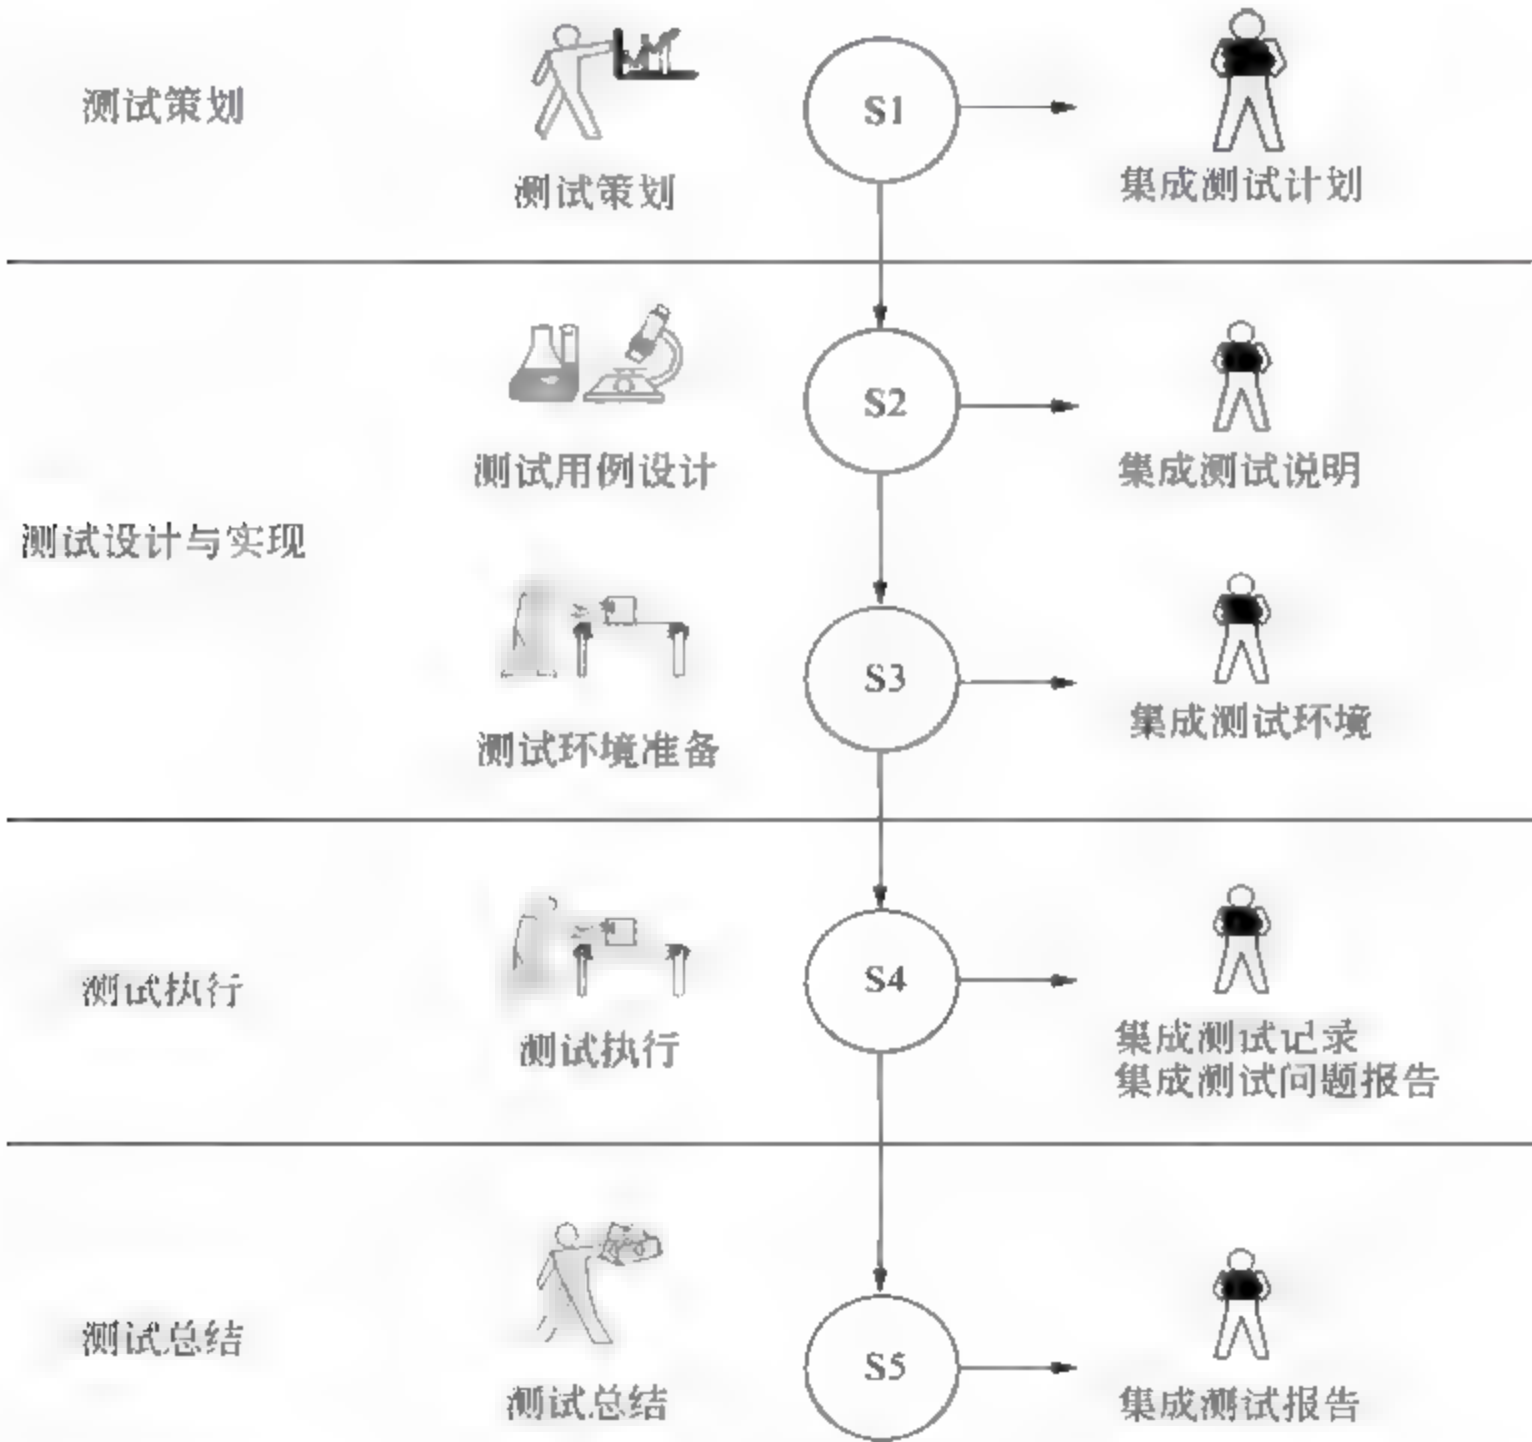 测试策划
测试策划
S1
集成测试计划
测试设计与实现
测试用例设计
S2
集成测试说明
测试环境准备
S3
集成测试环境
测试执行
测试执行
S4
集成测试记录
集成测试问题报告
测试总结
测试总结
S5
集成测试报告